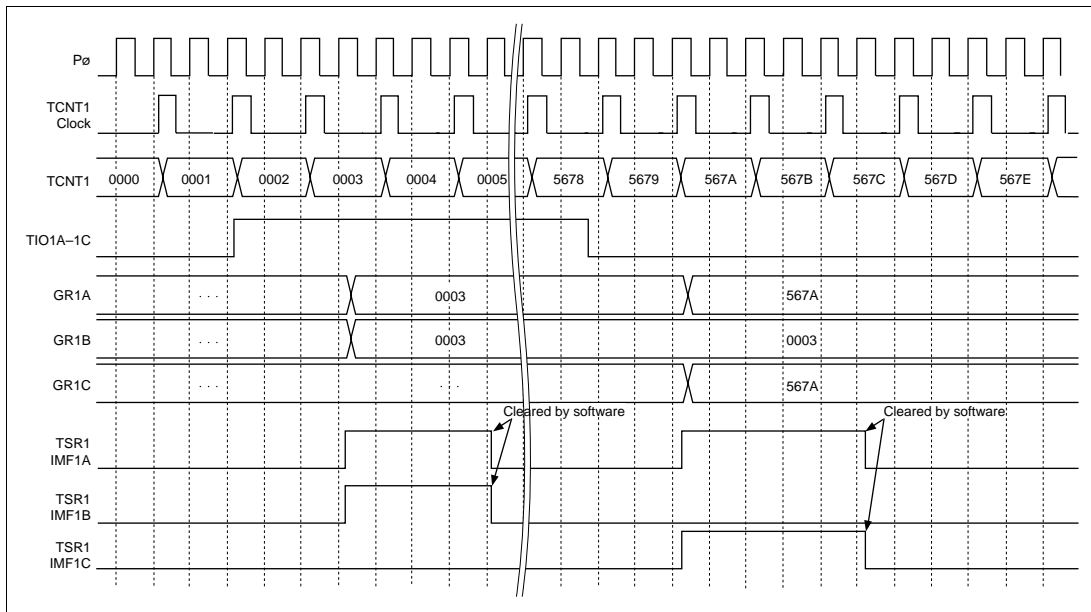 Pø
TCNT1
Clock
TCNT1 0000 0001 0002 0003 0004 0005 5678 5679 567A 567B 567C 567D 567E
TIO1A–1C
GR1A . . . 0003 567A
GR1B . . . 0003 0003
GR1C . . . . . . 567A
Cleared by software Cleared by software
TSR1
IMF1A
TSR1
IMF1B
TSR1
IMF1C